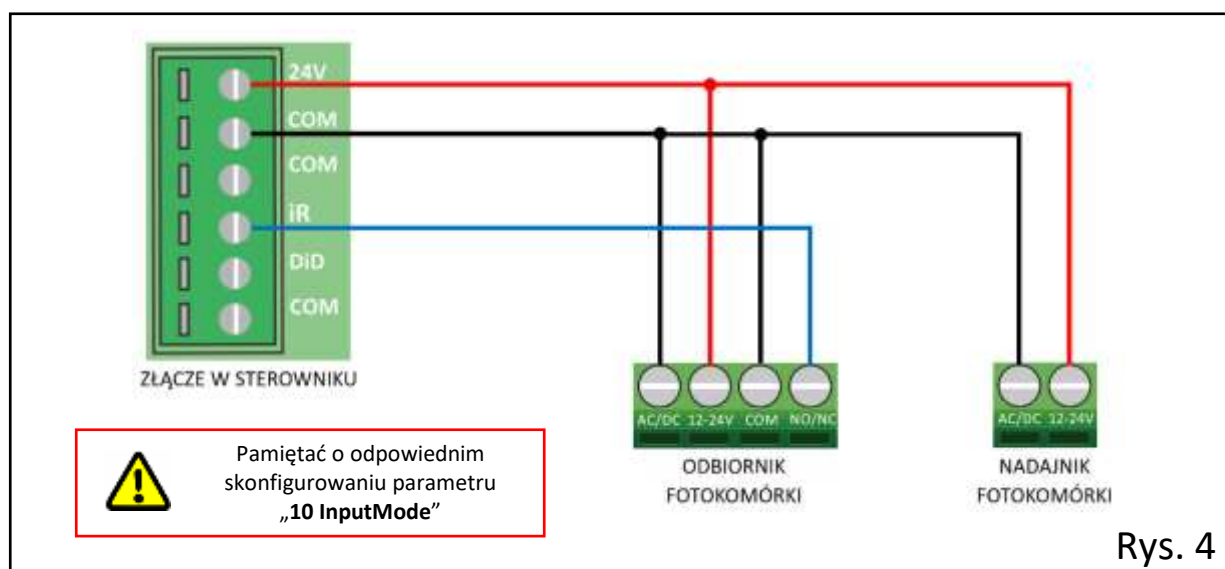 24V
COM
COM
iR
DiD
COM
ZŁĄCZE W STEROWNIKU
AC/DC 12-24V COM NO/NC
AC/DC 12-24V
ODBIORNIK
FOTOKOMÓRKI
NADAJNIK
FOTOKOMÓRKI
Pamiętać o odpowiednim
skonfigurowaniu parametru
„10 InputMode”
Rys. 4